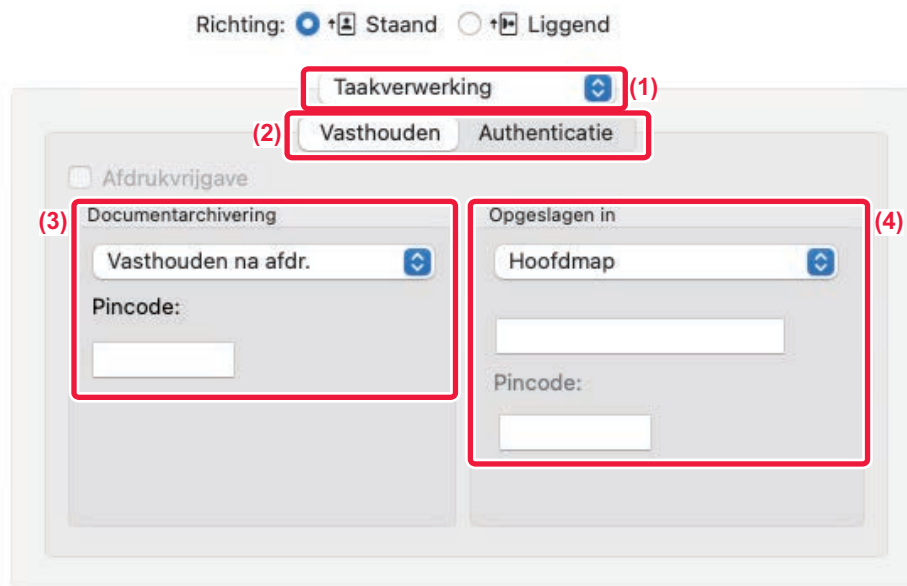 Richting: Staand Liggend
Taakverwerking (1)
(2) Vasthouden Authenticatie
Afdrukvrijgave
(3) Documentarchivering
Vasthouden na afdr.
Pincode:
Opgeslagen in (4)
Hoofdmap
Pincode: